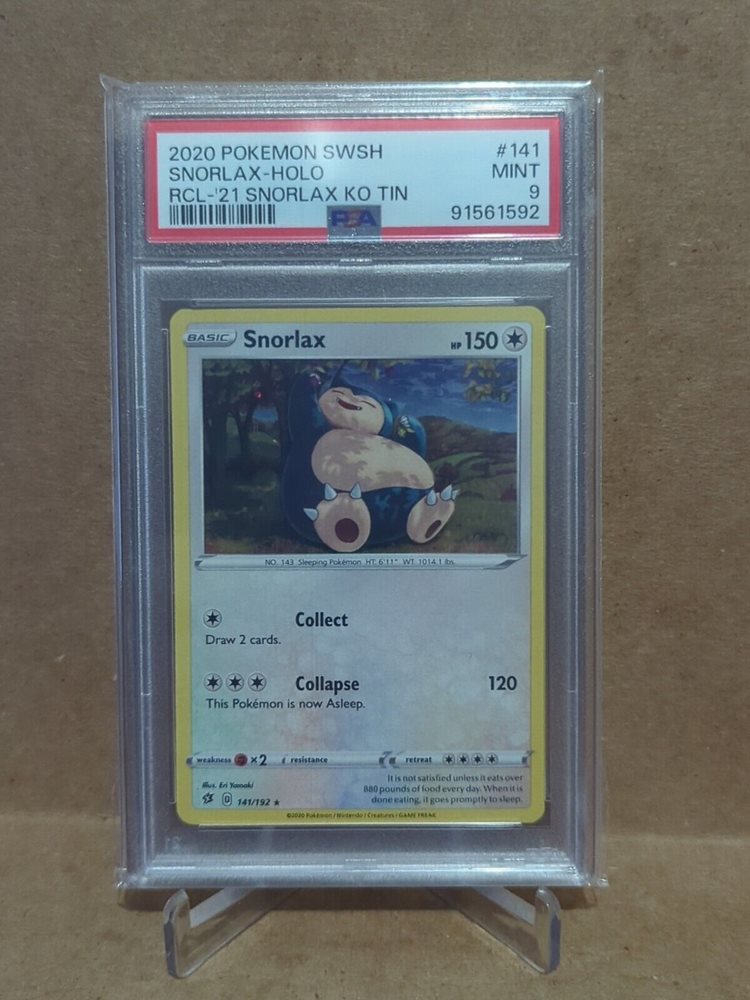 2020 POKEMON SWSH #141
SNORLAX-HOLO MINT
RCL-'21 SNORLAX KO TIN 9
PSA 91561592
BASIC Snorlax HP 150
NO. 143 Sleeping Pokémon HT: 6'11" WT: 1014.1 lbs.
Collect
Draw 2 cards.
Collapse 120
This Pokémon is now Asleep.
weakness ×2 resistance retreat
It is not satisfied unless it eats over
880 pounds of food every day. When it is
done eating, it goes promptly to sleep.
Illus. Eri Yamaki
D 141/192 ★
©2020 Pokémon / Nintendo / Creatures / GAME FREAK